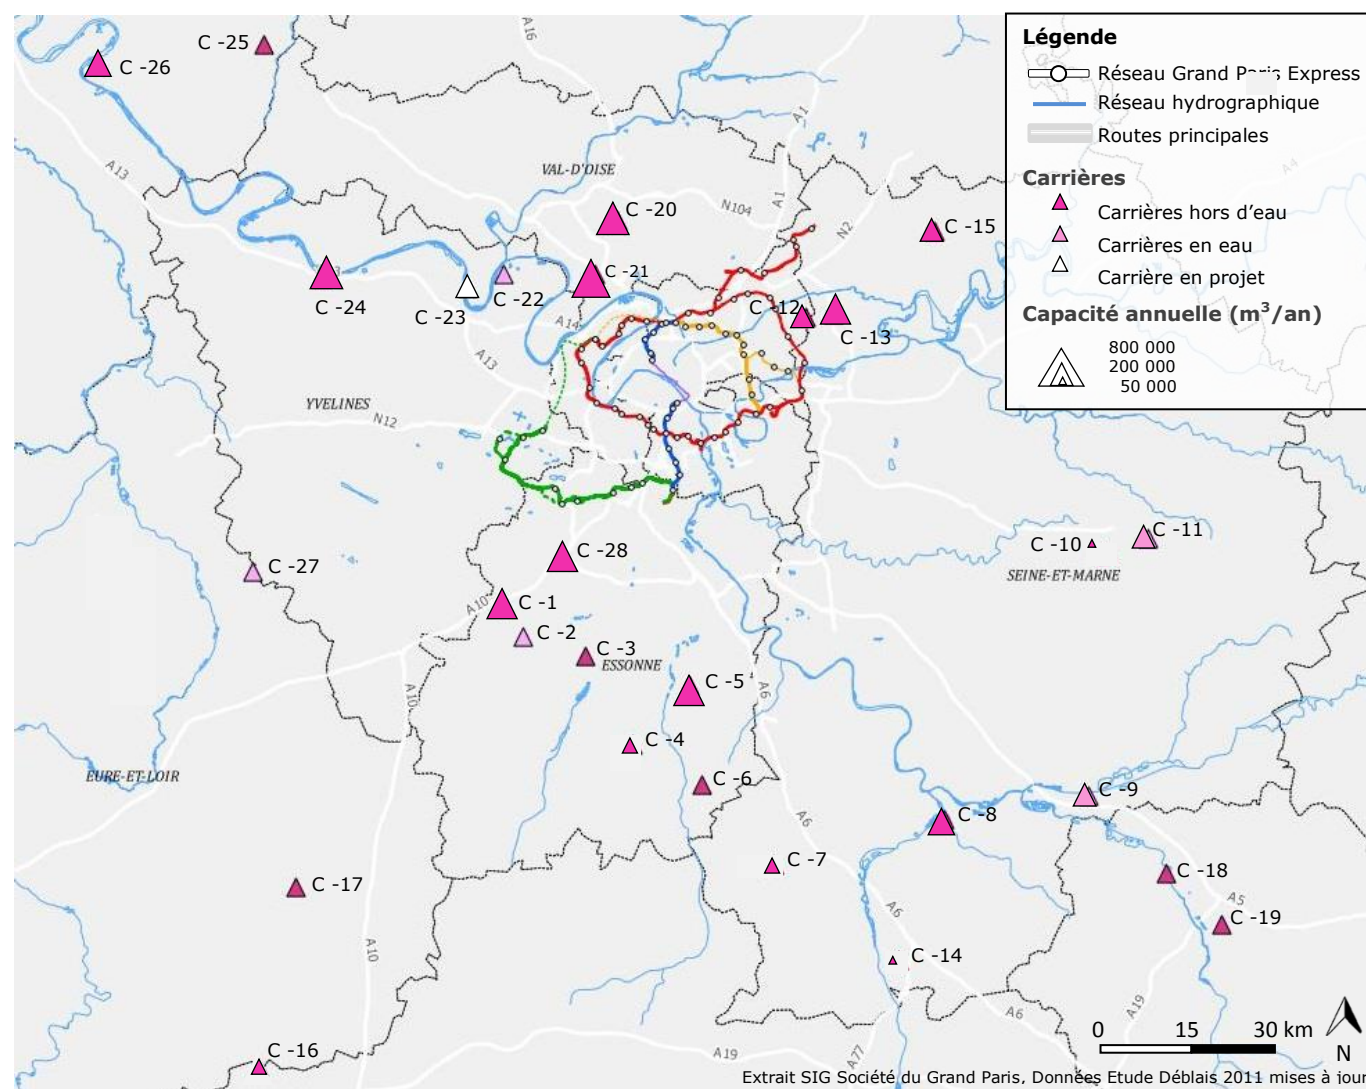 C -25
C -26
A16
A1
A13
VAL-D'OISE
N104
A1
N2
C -20
C -15
C -21
C -24
C -22
C -23
A14
C -12
C -13
A13
YVELINES
N12
C -28
C -10
C -11
SEINE-ET-MARNE
C -27
A10
C -1
C -2
C -3
ESSONNE
C -5
A6
A10
C -4
EURE-ET-LOIR
C -6
C -9
A6
C -8
C -7
C -17
C -18
A5
C -19
A6
A10
C -14
A19
A6
C -16
A19
A77
Légende
Réseau Grand Paris Express
Réseau hydrographique
Routes principales
A4
Carrières
Carrières hors d’eau
Carrières en eau
Carrière en projet
Capacité annuelle (m³/an)
800 000
200 000
50 000
0 15 30 km
N
Extrait SIG Société du Grand Paris, Données Etude Déblais 2011 mises à jour